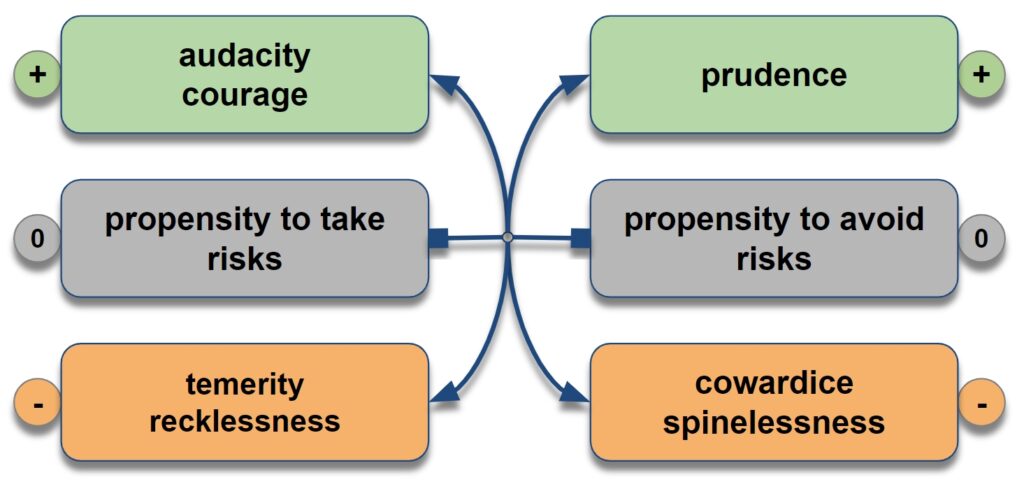 +
audacity
courage
prudence
+
0
propensity to take
risks
propensity to avoid
risks
0
-
temerity
recklessness
cowardice
spinelessness
-